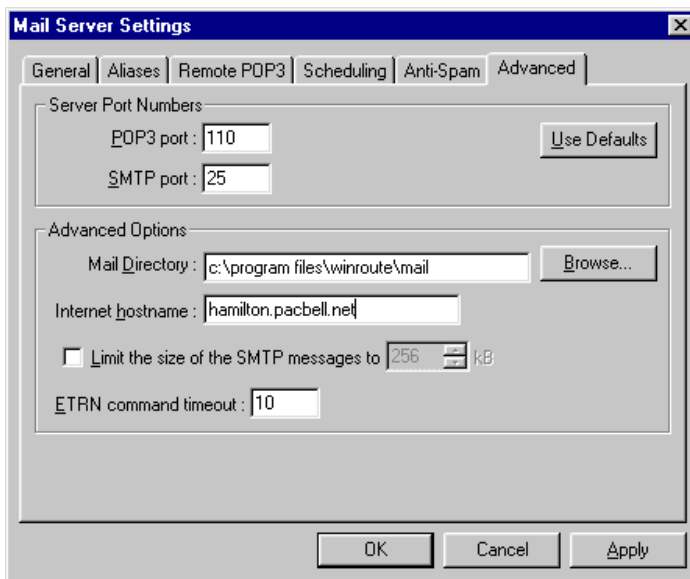 Mail Server Settings
General Aliases Remote POP3 Scheduling Anti-Spam Advanced
Server Port Numbers
POP3 port : 110
Use Defaults
SMTP port : 25
Advanced Options
Mail Directory : c:\program files\winroute\mail Browse...
Internet hostname : hamilton.pacbell.net
Limit the size of the SMTP messages to 256 kB
ETRN command timeout : 10
OK Cancel Apply